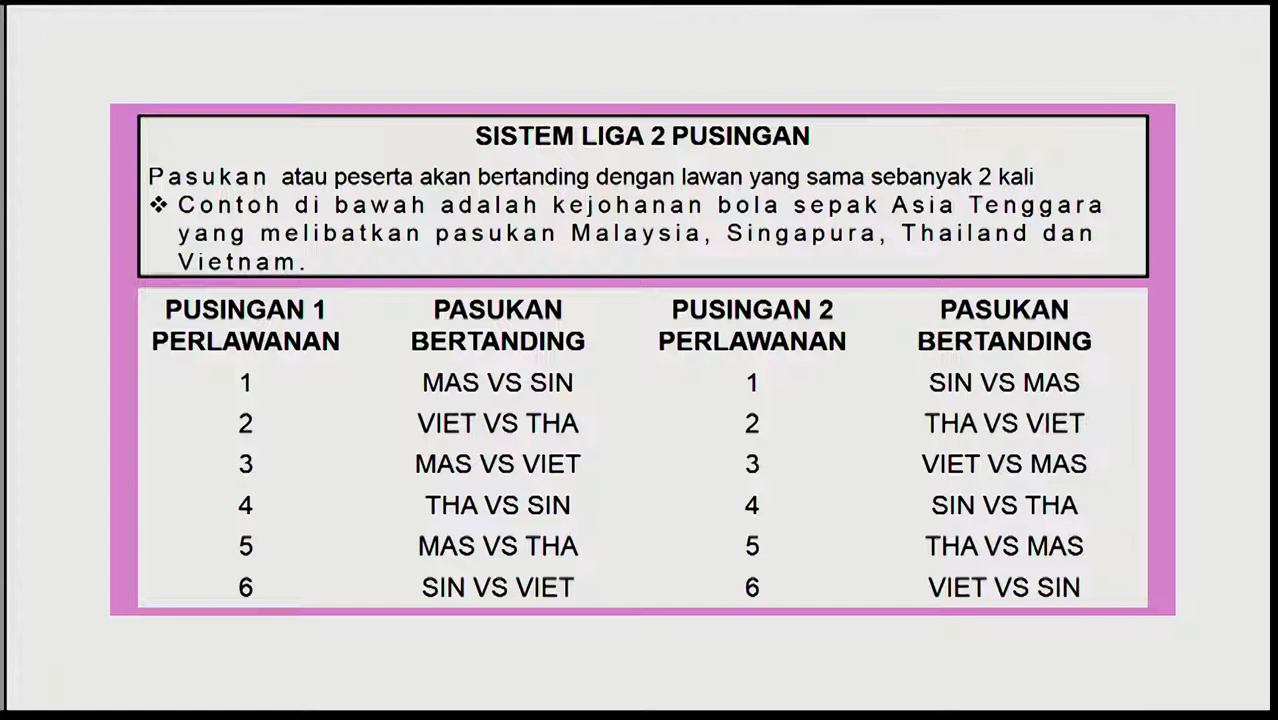 SISTEM LIGA 2 PUSINGAN
Pasukan atau peserta akan bertanding dengan lawan yang sama sebanyak 2 kali
❖ Contoh di bawah adalah kejohanan bola sepak Asia Tenggara
yang melibatkan pasukan Malaysia, Singapura, Thailand dan
Vietnam.
PUSINGAN 1 PASUKAN PUSINGAN 2 PASUKAN
PERLAWANAN BERTANDING PERLAWANAN BERTANDING
1 MAS VS SIN 1 SIN VS MAS
2 VIET VS THA 2 THA VS VIET
3 MAS VS VIET 3 VIET VS MAS
4 THA VS SIN 4 SIN VS THA
5 MAS VS THA 5 THA VS MAS
6 SIN VS VIET 6 VIET VS SIN